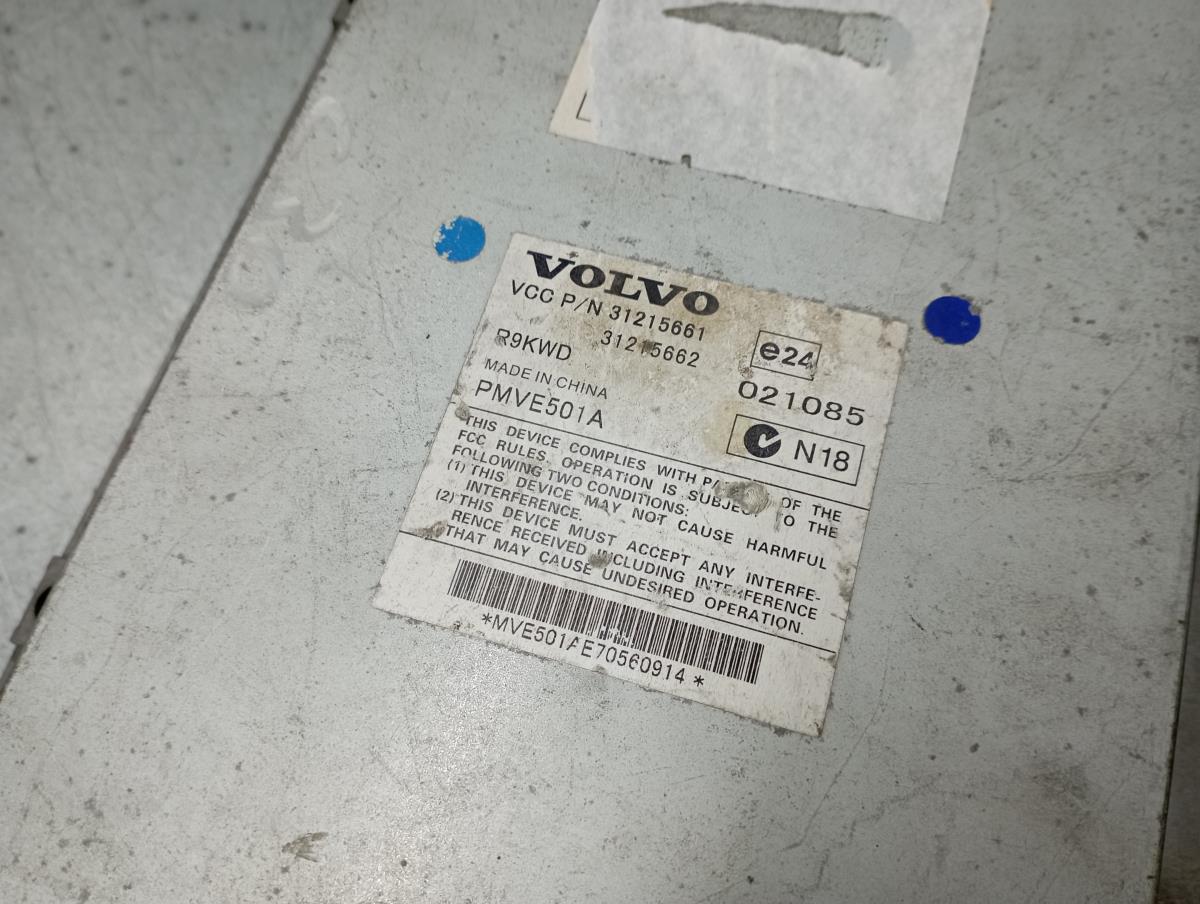 VOLVO
VCC P/N 31215661
31215662
R9KWD
e24
MADE IN CHINA
021085
PMVE501A
N18
THIS DEVICE COMPLIES WITH OF THE
FCC RULES. OPERATION IS SUBJECT TO THE
FOLLOWING TWO CONDITIONS:
(1) THIS DEVICE MAY NOT CAUSE HARMFUL
INTERFERENCE.
(2) THIS DEVICE MUST ACCEPT ANY INTERFE-
RENCE RECEIVED INCLUDING INTERFERENCE
THAT MAY CAUSE UNDESIRED OPERATION.
*MVE501AE70560914*